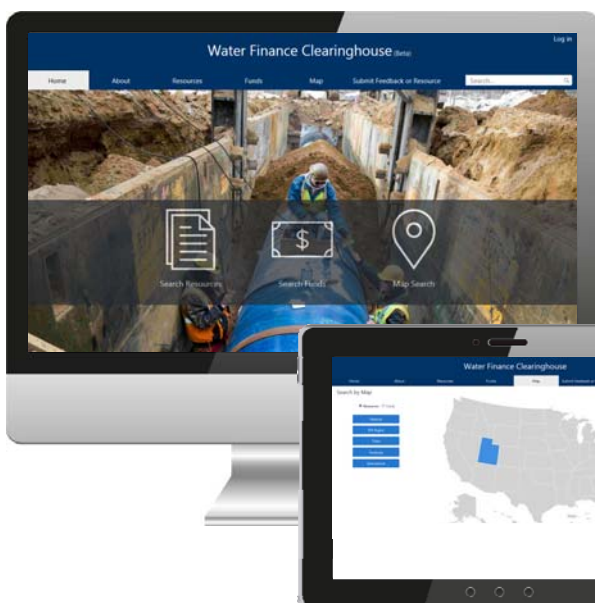 Log in
Water Finance Clearinghouse (Beta)
Home About Resources Funds Map Submit Feedback or Resource Search...
$
Search Resources Search Funds Map Search
Water Finance Clearinghouse
Home About Resources Funds Map
Search by Map